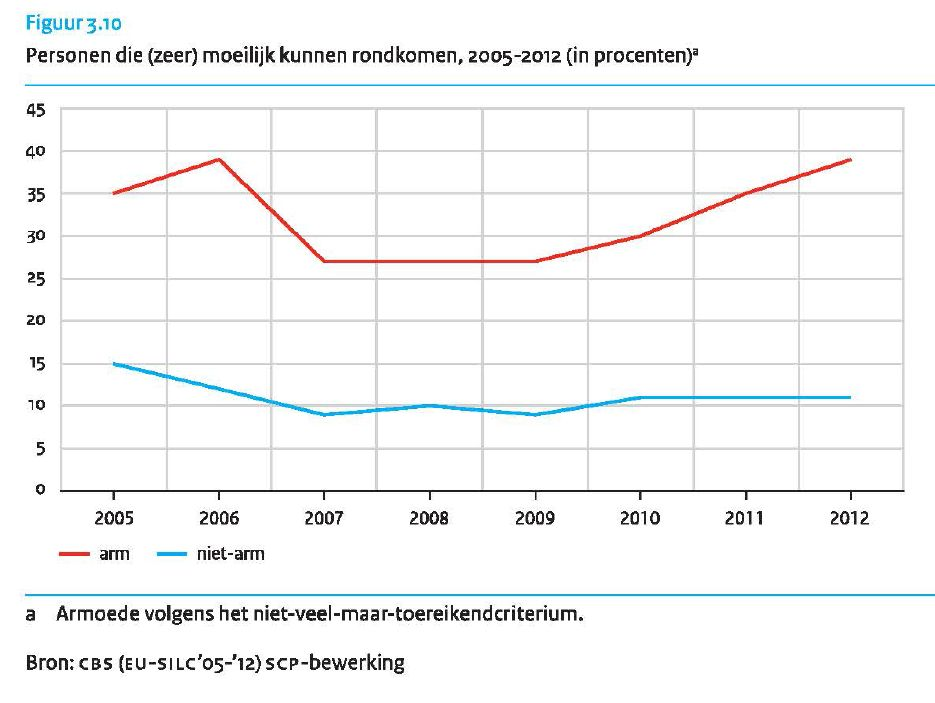 Figuur 3.10
Personen die (zeer) moeilijk kunnen rondkomen, 2005-2012 (in procenten)ª
45
40
35
30
25
20
15
10
5
0
2005 2006 2007 2008 2009 2010 2011 2012
arm niet-arm
a Armoede volgens het niet-veel-maar-toereikendcriterium.
Bron: CBS (EU-SILC'05-'12) SCP-bewerking